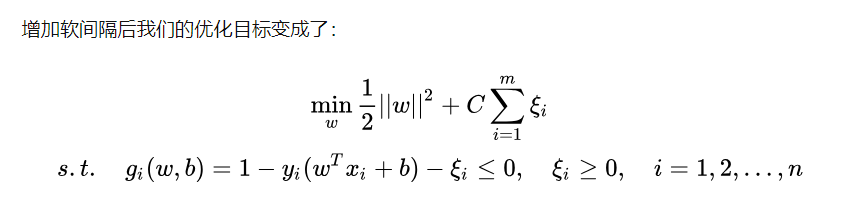 增加软间隔后我们的优化目标变成了：
min_w 1/2 ||w||² + C ∑_{i=1}^{m} ξ_i
s.t. g_i(w, b) = 1 − y_i(w^T x_i + b) − ξ_i ≤ 0, ξ_i ≥ 0, i = 1, 2, . . . , n